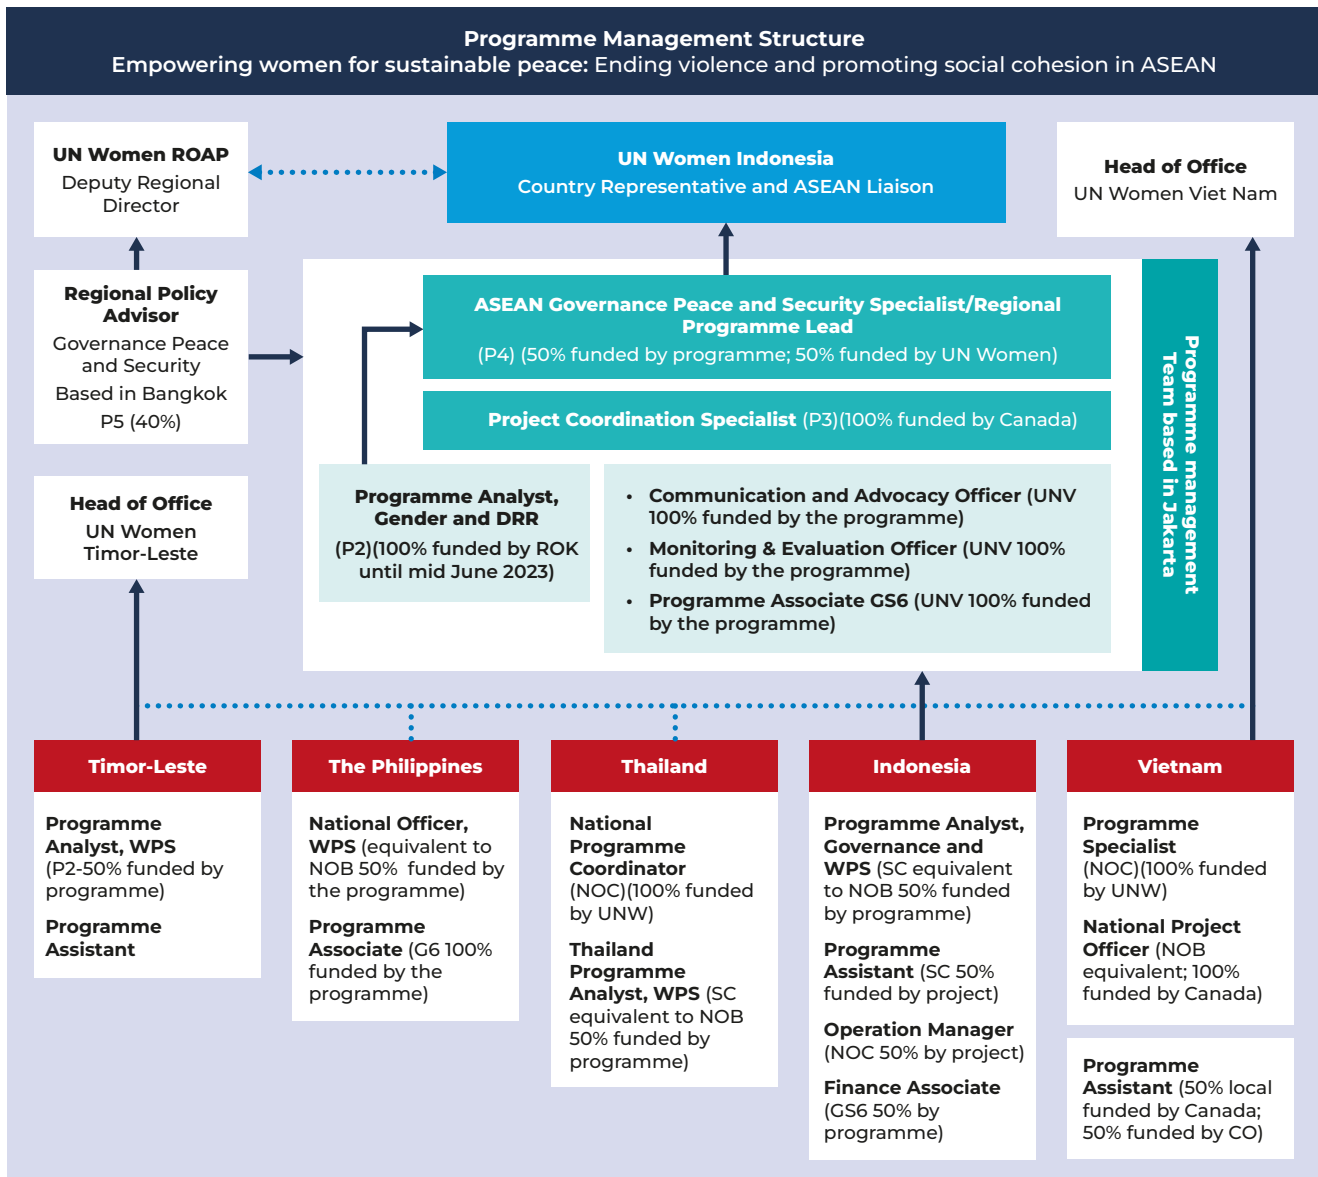 Programme Management Structure
Empowering women for sustainable peace: Ending violence and promoting social cohesion in ASEAN
UN Women ROAP
Deputy Regional
Director
UN Women Indonesia
Country Representative and ASEAN Liaison
Head of Office
UN Women Viet Nam
Regional Policy
Advisor
Governance Peace
and Security
Based in Bangkok
P5 (40%)
ASEAN Governance Peace and Security Specialist/Regional
Programme Lead
(P4) (50% funded by programme; 50% funded by UN Women)
Project Coordination Specialist (P3)(100% funded by Canada)
Programme management
Team based in Jakarta
Head of Office
UN Women
Timor-Leste
Programme Analyst,
Gender and DRR
(P2)(100% funded by ROK
until mid June 2023)
• Communication and Advocacy Officer (UNV
100% funded by the programme)
• Monitoring & Evaluation Officer (UNV 100%
funded by the programme)
• Programme Associate GS6 (UNV 100% funded
by the programme)
Timor-Leste
Programme
Analyst, WPS
(P2-50% funded by
programme)
Programme
Assistant
The Philippines
National Officer,
WPS (equivalent to
NOB 50% funded by
the programme)
Programme
Associate (G6 100%
funded by the
programme)
Thailand
National
Programme
Coordinator
(NOC)(100% funded
by UNW)
Thailand
Programme
Analyst, WPS (SC
equivalent to NOB
50% funded by
programme)
Indonesia
Programme Analyst,
Governance and
WPS (SC equivalent
to NOB 50% funded
by programme)
Programme
Assistant (SC 50%
funded by project)
Operation Manager
(NOC 50% by project)
Finance Associate
(GS6 50% by
programme)
Vietnam
Programme
Specialist
(NOC)(100% funded
by UNW)
National Project
Officer (NOB
equivalent; 100%
funded by Canada)
Programme
Assistant (50% local
funded by Canada;
50% funded by CO)